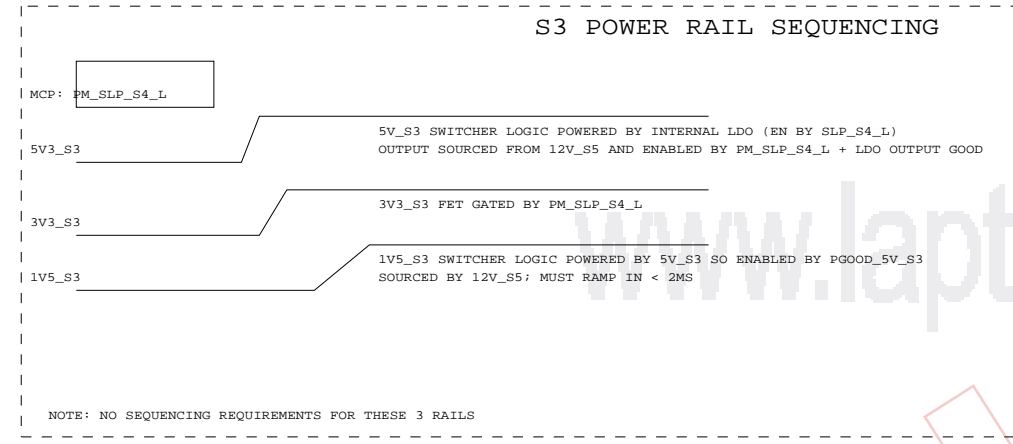 S3 POWER RAIL SEQUENCING
MCP: PM_SLP_S4_L
5V_S3 SWITCHER LOGIC POWERED BY INTERNAL LDO (EN BY SLP_S4_L)
5V3_S3
OUTPUT SOURCED FROM 12V_S5 AND ENABLED BY PM_SLP_S4_L + LDO OUTPUT GOOD
3V3_S3 FET GATED BY PM_SLP_S4_L
3V3_S3
1V5_S3 SWITCHER LOGIC POWERED BY 5V_S3 SO ENABLED BY PGOOD_5V_S3
1V5_S3
SOURCED BY 12V_S5; MUST RAMP IN < 2MS
www.lapt
NOTE: NO SEQUENCING REQUIREMENTS FOR THESE 3 RAILS